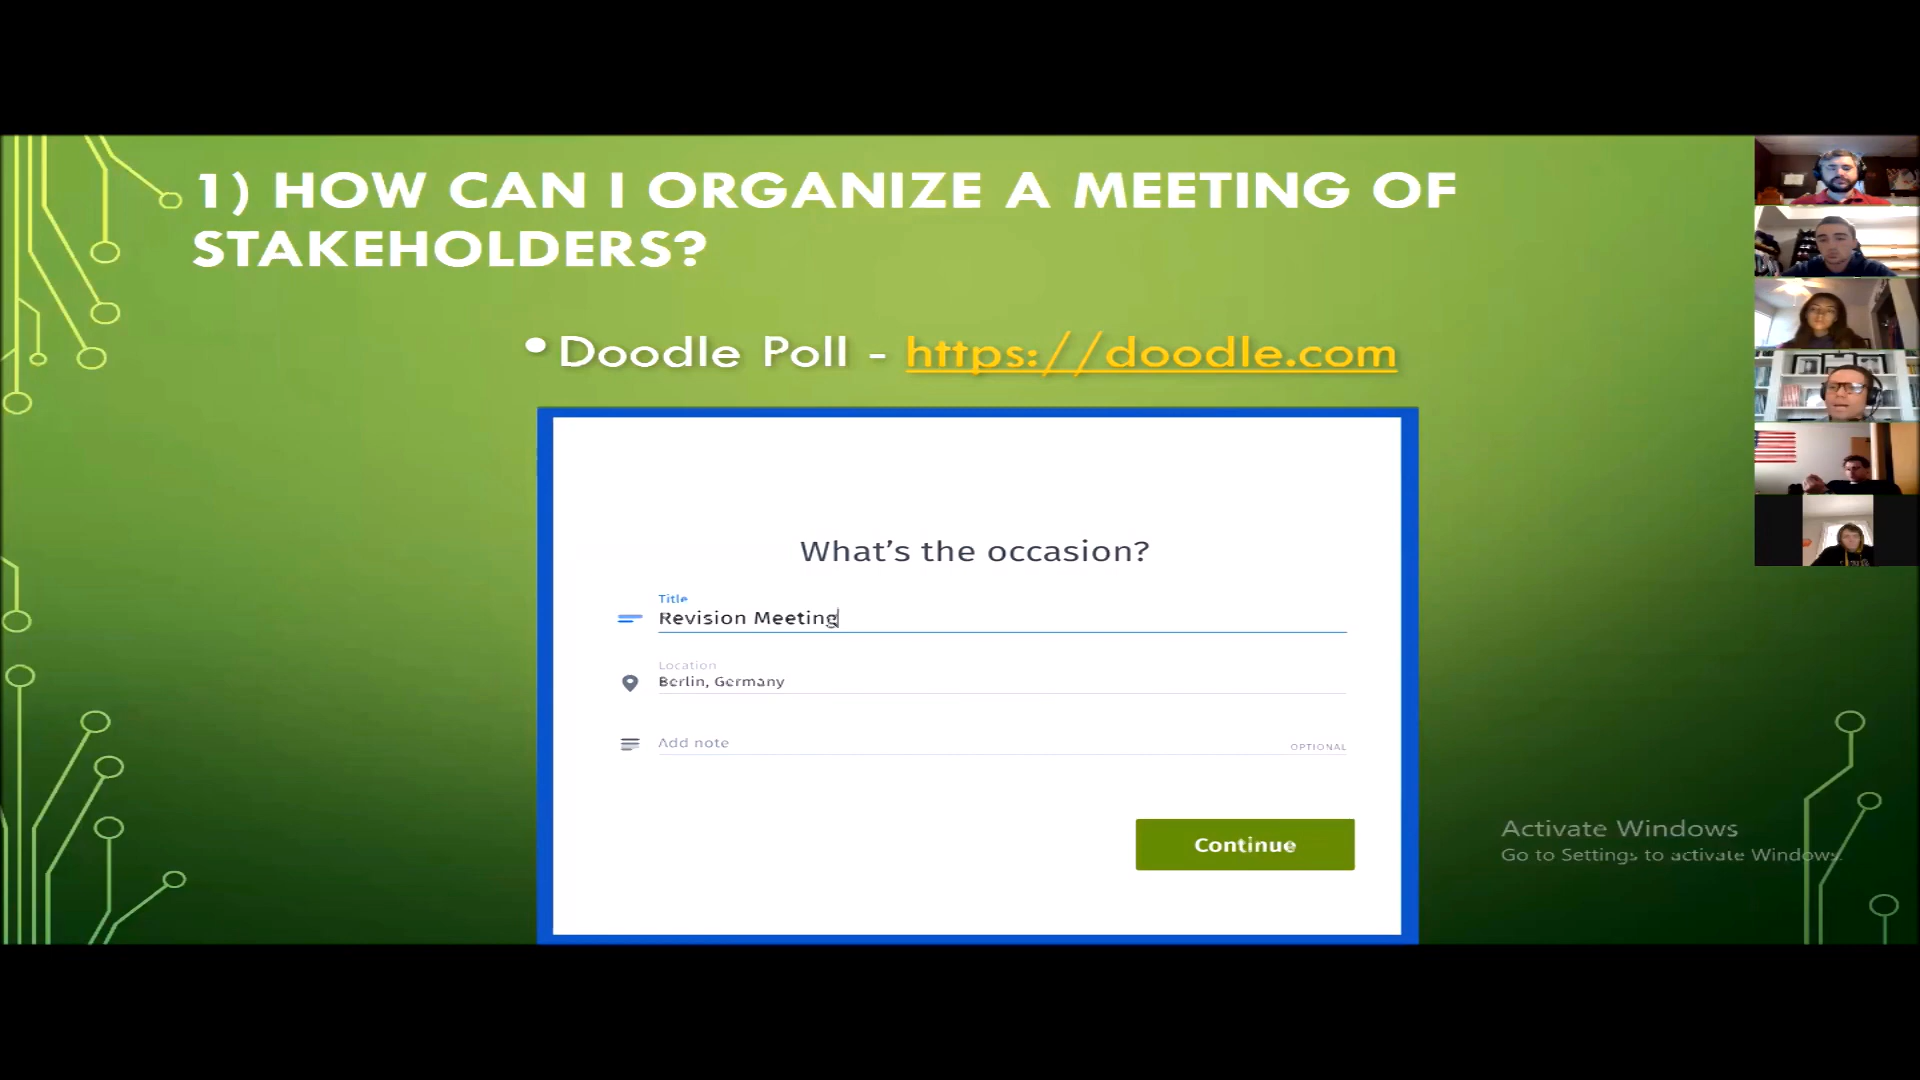 1) HOW CAN I ORGANIZE A MEETING OF
STAKEHOLDERS?
•Doodle Poll - https://doodle.com
What's the occasion?
Title
Revision Meeting
Location
Berlin, Germany
Add note
OPTIONAL
Continue
Activate Windows
Go to Settings to activate Windows.